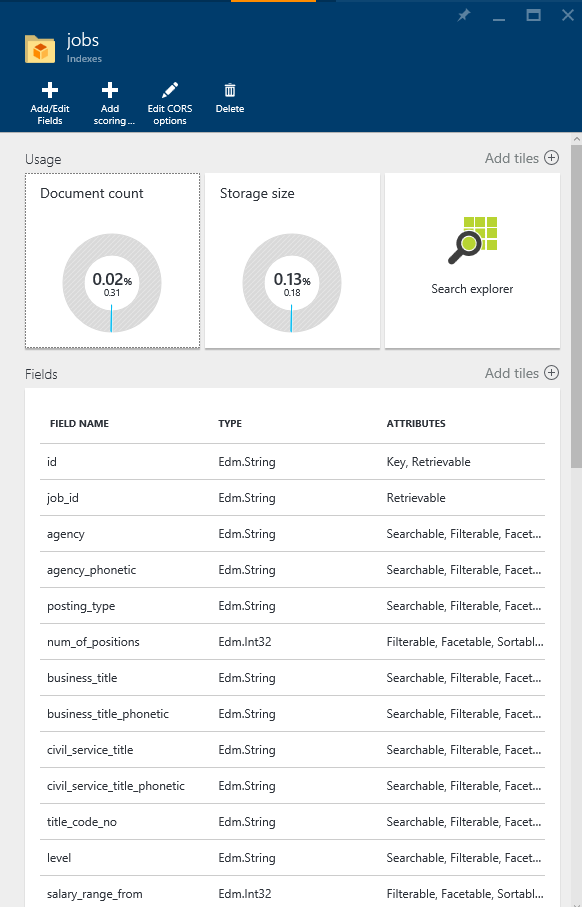 jobs
Indexes
Add/Edit Fields
Add scoring ...
Edit CORS options
Delete
Usage
Add tiles
Document count
0.02%
0.31
Storage size
0.13%
0.18
Search explorer
Fields
Add tiles
FIELD NAME TYPE ATTRIBUTES
id Edm.String Key, Retrievable
job_id Edm.String Retrievable
agency Edm.String Searchable, Filterable, Facet...
agency_phonetic Edm.String Searchable, Filterable, Facet...
posting_type Edm.String Searchable, Filterable, Facet...
num_of_positions Edm.Int32 Filterable, Facetable, Sortabl...
business_title Edm.String Searchable, Filterable, Facet...
business_title_phonetic Edm.String Searchable, Filterable, Facet...
civil_service_title Edm.String Searchable, Filterable, Facet...
civil_service_title_phonetic Edm.String Searchable, Filterable, Facet...
title_code_no Edm.String Searchable, Filterable, Facet...
level Edm.String Searchable, Filterable, Facet...
salary_range_from Edm.Int32 Filterable, Facetable, Sortabl...